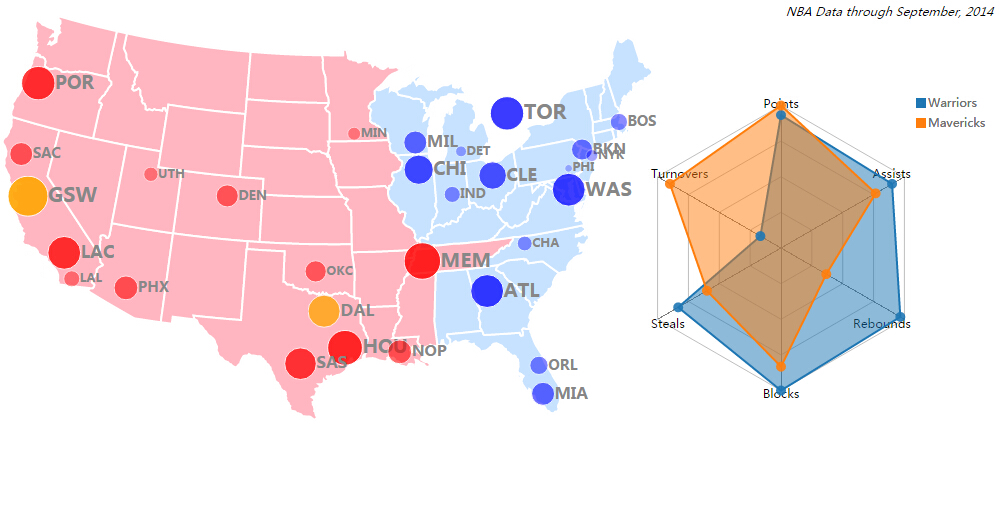 NBA Data through September, 2014
POR
SAC
GSW
LAC
LAL
PHX
UTH
DEN
OKC
DAL
SAS
HOU
NOP
MEM
MIN
MIL
CHI
DET
IND
CLE
TOR
BOS
BKN
NYK
PHI
WAS
CHA
ATL
ORL
MIA
Points
Assists
Rebounds
Blocks
Steals
Turnovers
Warriors
Mavericks